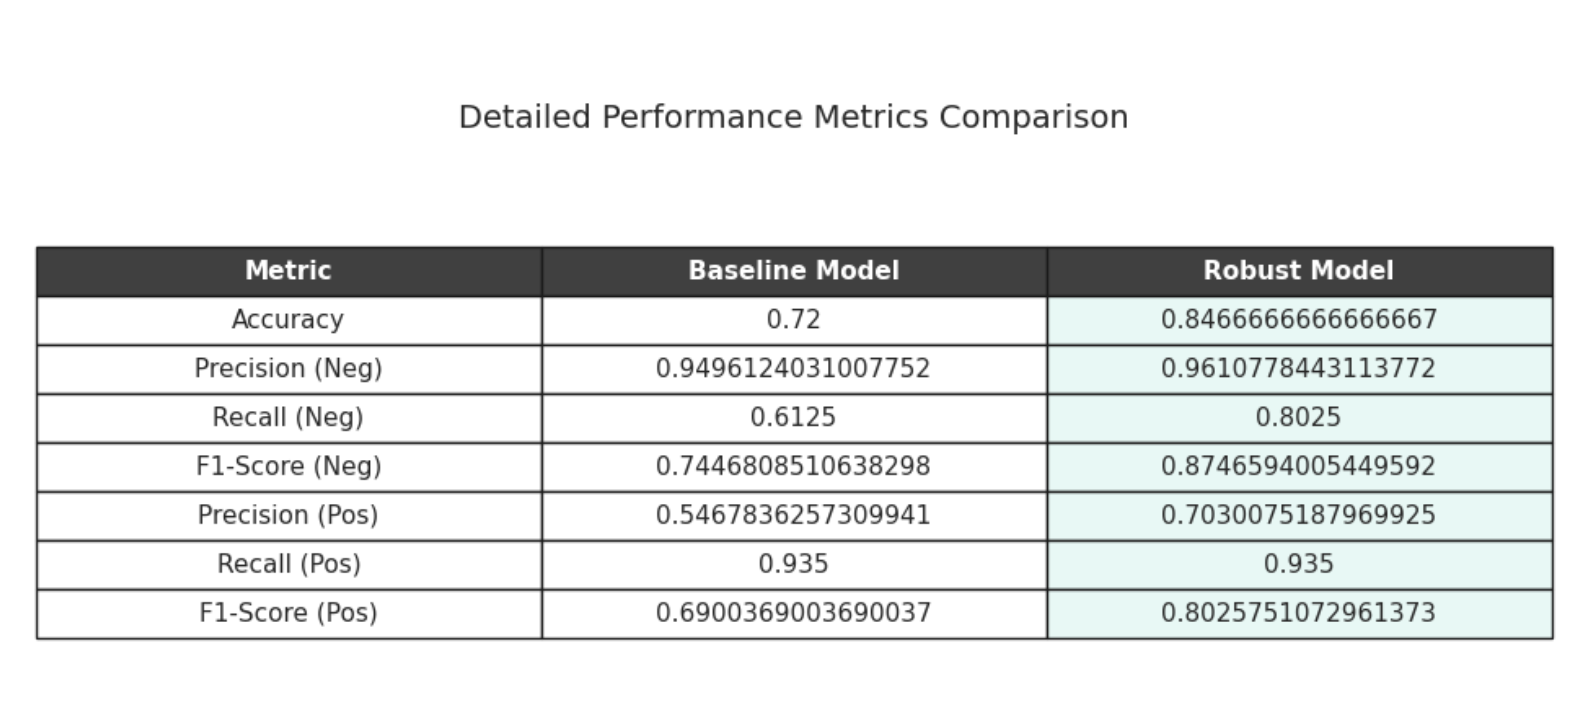 Detailed Performance Metrics Comparison
Metric Baseline Model Robust Model
Accuracy 0.72 0.8466666666666667
Precision (Neg) 0.9496124031007752 0.9610778443113772
Recall (Neg) 0.6125 0.8025
F1-Score (Neg) 0.7446808510638298 0.8746594005449592
Precision (Pos) 0.5467836257309941 0.7030075187969925
Recall (Pos) 0.935 0.935
F1-Score (Pos) 0.6900369003690037 0.8025751072961373